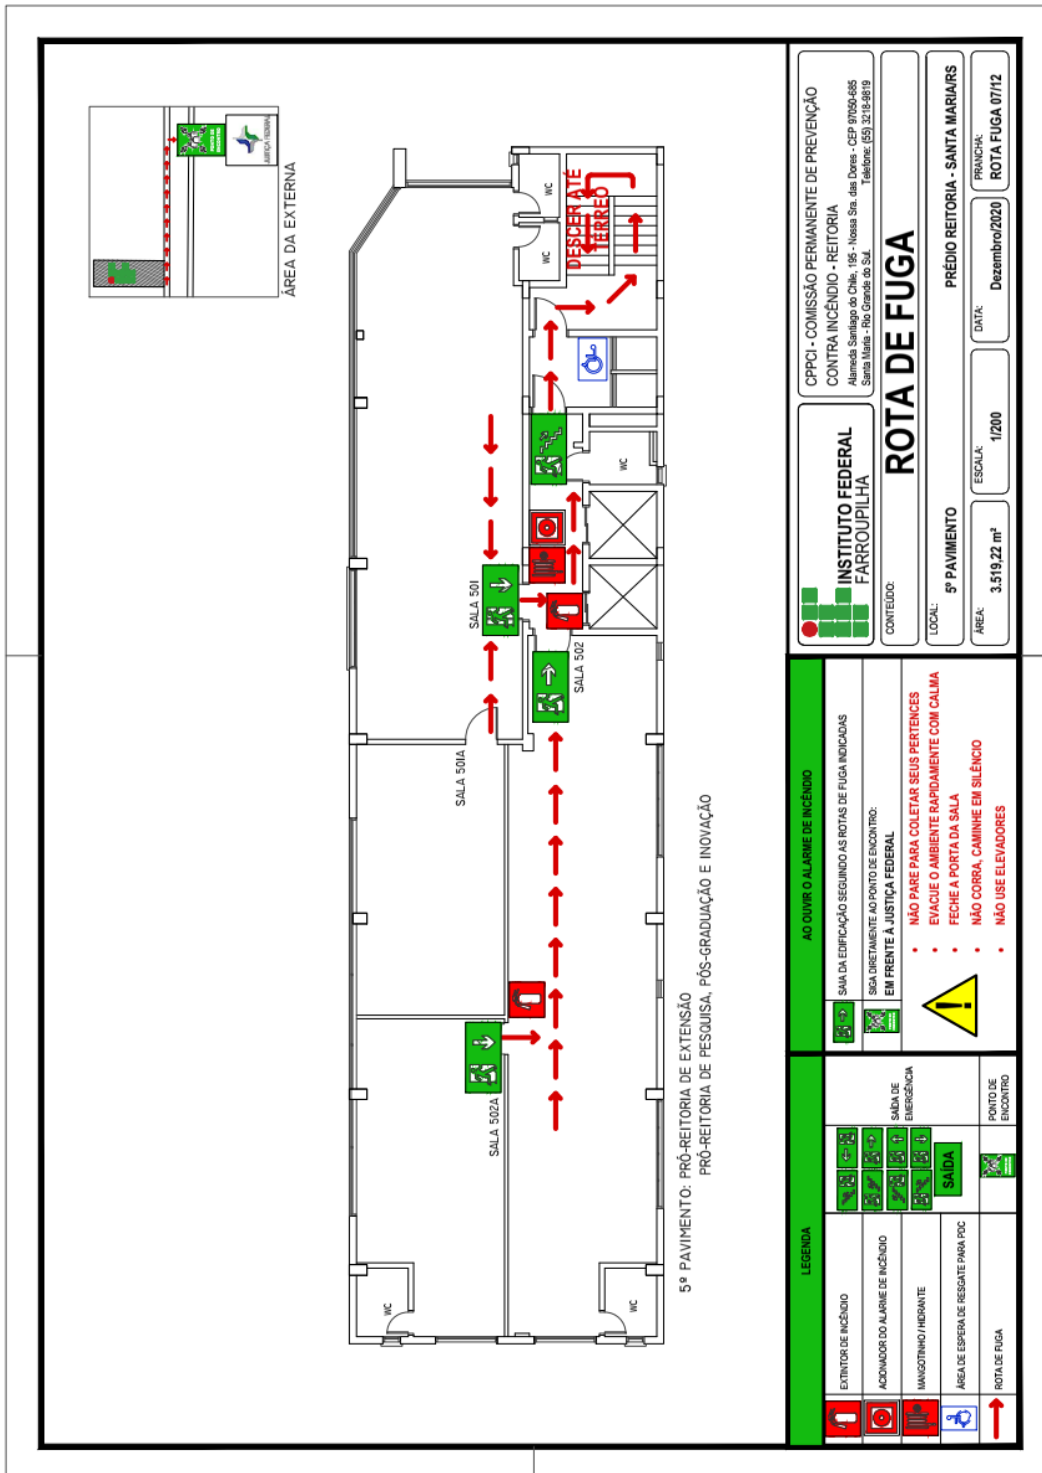 ÁREA DA EXTERNA
PONTO DE
ENCONTRO
JUSTIÇA FEDERAL
SALA 501
SALA 501A
SALA 502
SALA 502A
WC
WC
WC
WC
WC
DESCER ATÉ
TÉRREO
5º PAVIMENTO: PRÓ-REITORIA DE EXTENSÃO
PRÓ-REITORIA DE PESQUISA, PÓS-GRADUAÇÃO E INOVAÇÃO
LEGENDA
EXTINTOR DE INCÊNDIO
ACIONADOR DO ALARME DE INCÊNDIO
MANGOTINHO / HIDRANTE
ÁREA DE ESPERA DE RESGATE PARA PDC
ROTA DE FUGA
SAÍDA
SAÍDA DE
EMERGÊNCIA
PONTO DE
ENCONTRO
AO OUVIR O ALARME DE INCÊNDIO
SAIA DA EDIFICAÇÃO SEGUINDO AS ROTAS DE FUGA INDICADAS
SIGA DIRETAMENTE AO PONTO DE ENCONTRO:
EM FRENTE À JUSTIÇA FEDERAL
• NÃO PARE PARA COLETAR SEUS PERTENCES
• EVACUE O AMBIENTE RAPIDAMENTE COM CALMA
• FECHE A PORTA DA SALA
• NÃO CORRA, CAMINHE EM SILÊNCIO
• NÃO USE ELEVADORES
INSTITUTO FEDERAL
FARROUPILHA
CPPCI - COMISSÃO PERMANENTE DE PREVENÇÃO
CONTRA INCÊNDIO - REITORIA
Alameda Santiago do Chile, 195 - Nossa Sra. das Dores - CEP 97050-685
Santa Maria - Rio Grande do Sul. Telefone: (55) 3218-9819
CONTEÚDO:
ROTA DE FUGA
LOCAL:
5º PAVIMENTO PRÉDIO REITORIA - SANTA MARIA/RS
ÁREA:
3.519,22 m²
ESCALA:
1/200
DATA:
Dezembro/2020
PRANCHA:
ROTA FUGA 07/12